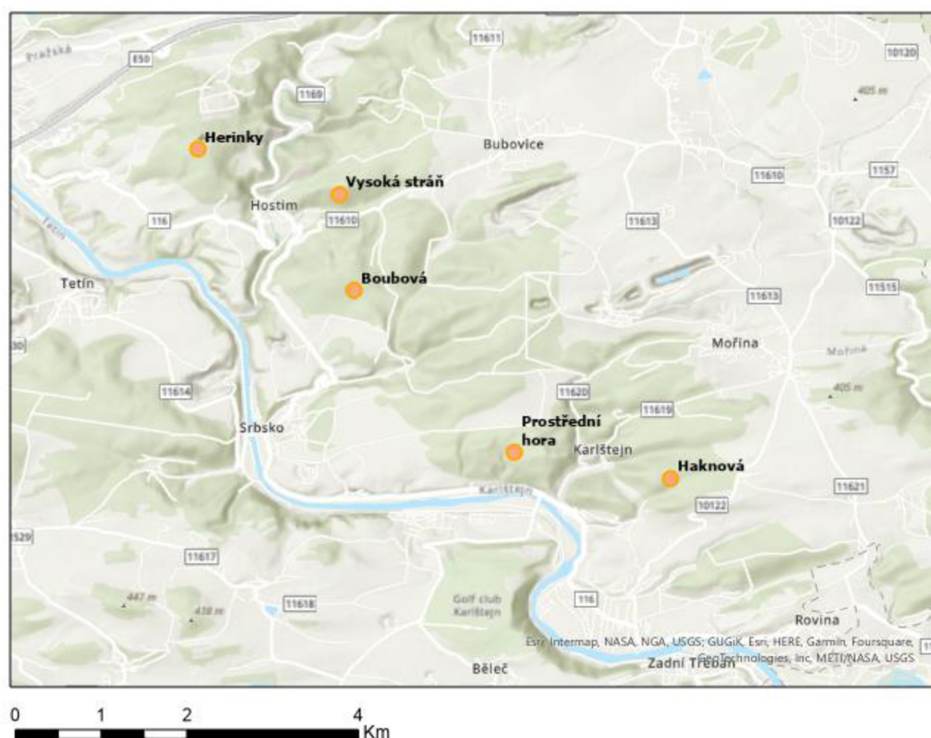 Pražská
E50
11611
10120
1169
405 m
Herinky
Bubovice
Vysoká stráň
11610
1157
Hostim
116
11610
11613
10122
Tetín
Boubová
Tetín
11515
11613
30
Mořina
Mořina
11614
11620
405 m
11619
Srbsko
Prostřední
hora
Karlštejn
Haknová
Karlštejn
11621
10122
529
11617
447 m
438 m
11618
Golf club
Karlštejn
116
Rovina
Esri, Intermap, NASA, NGA, USGS; GUGiK, Esri, HERE, Garmin, Foursquare,
GeoTechnologies, Inc, METI/NASA, USGS
11
Běleč
Zadní Třebaň
0 1 2 4
Km